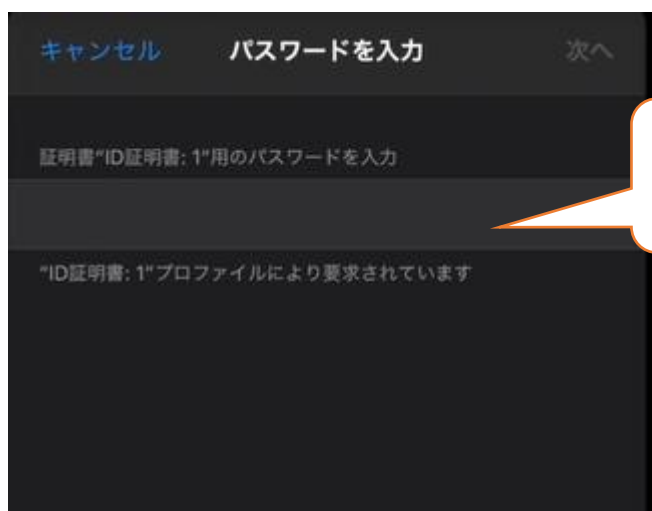 キャンセル パスワードを入力 次へ
証明書"ID証明書: 1"用のパスワードを入力
"ID証明書: 1"プロファイルにより要求されています